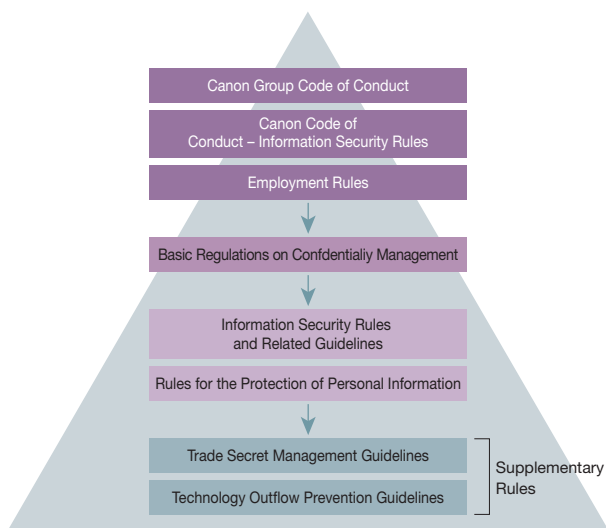 Canon Group Code of Conduct
Canon Code of
Conduct – Information Security Rules
Employment Rules
Basic Regulations on Confdentialiy Management
Information Security Rules
and Related Guidelines
Rules for the Protection of Personal Information
Trade Secret Management Guidelines
Technology Outflow Prevention Guidelines
Supplementary
Rules